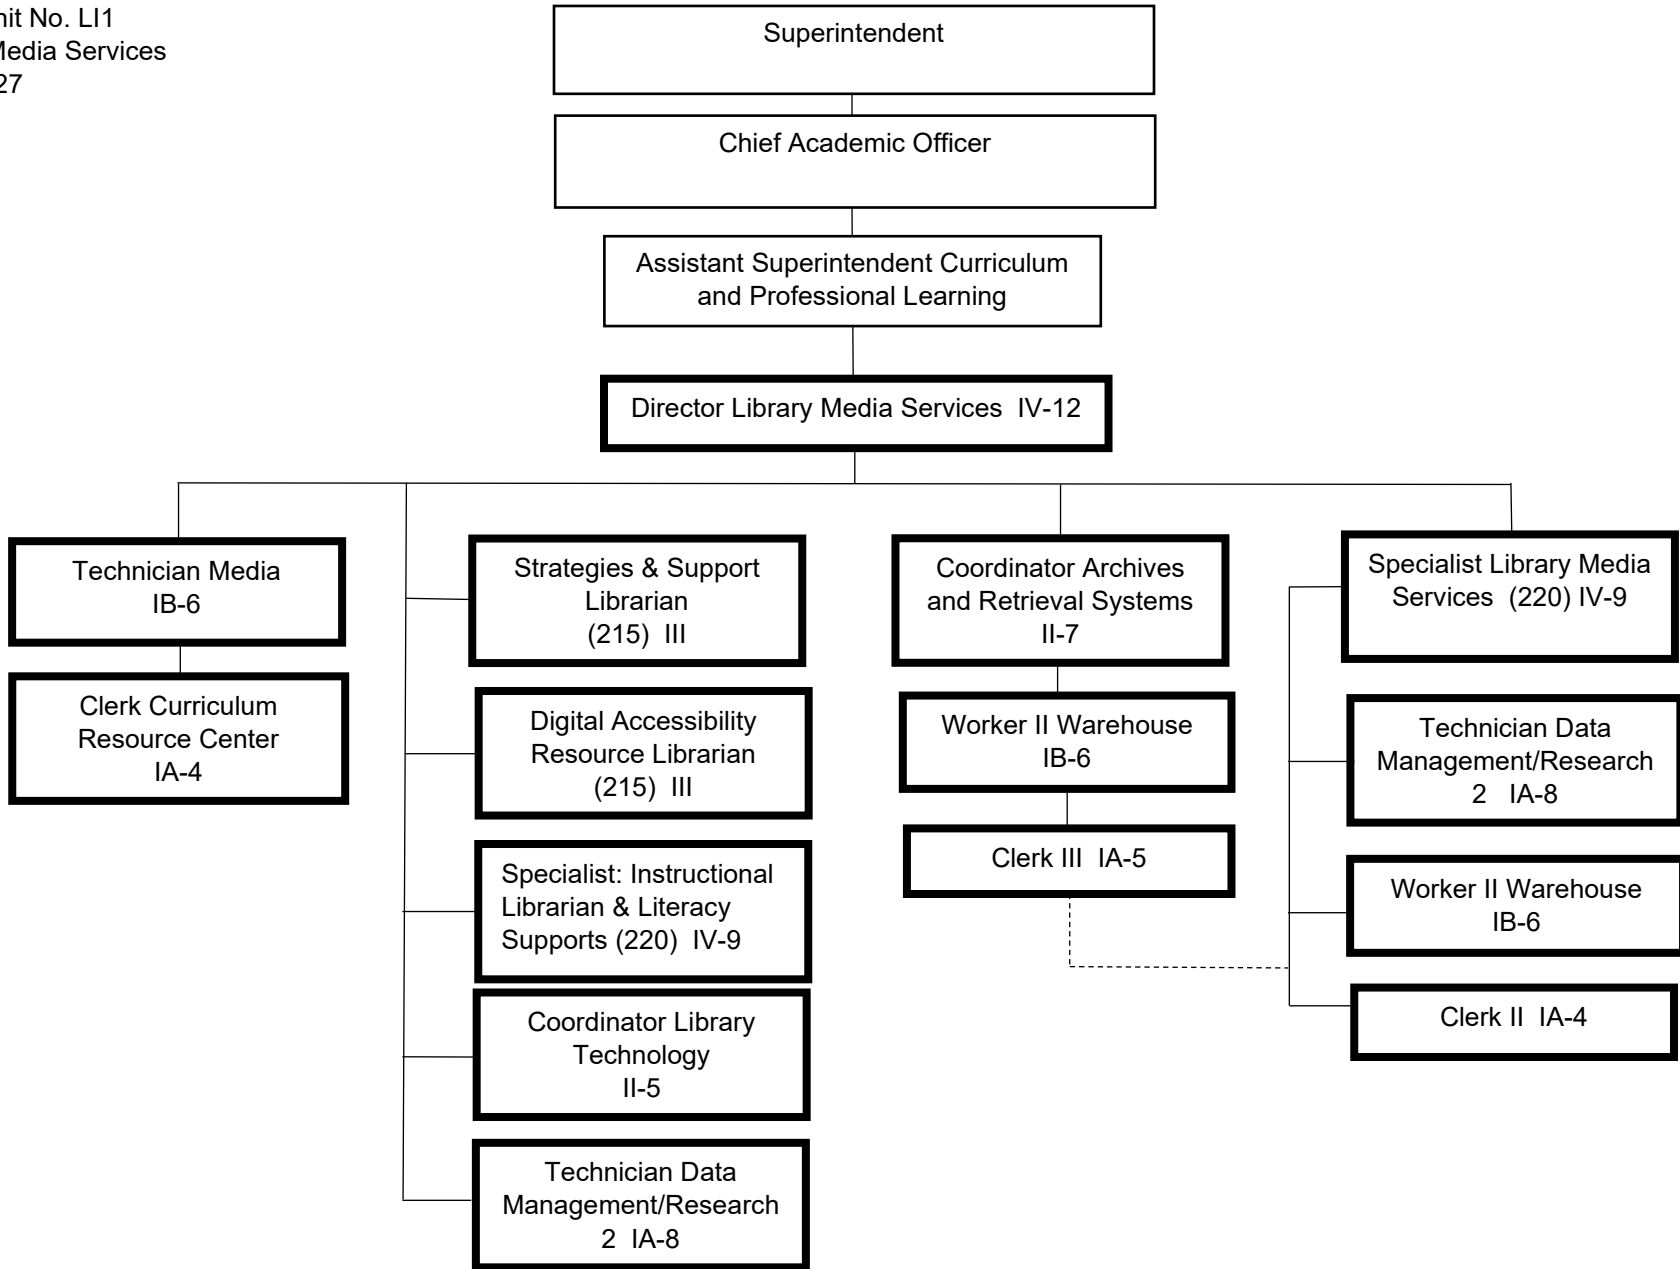 LI1
Media Services
27
Superintendent
Chief Academic Officer
Assistant Superintendent Curriculum
and Professional Learning
Director Library Media Services IV-12
Technician Media
IB-6
Clerk Curriculum
Resource Center
IA-4
Strategies & Support
Librarian
(215) III
Digital Accessibility
Resource Librarian
(215) III
Specialist: Instructional
Librarian & Literacy
Supports (220) IV-9
Coordinator Library
Technology
II-5
Technician Data
Management/Research
2 IA-8
Coordinator Archives
and Retrieval Systems
II-7
Worker II Warehouse
IB-6
Clerk III IA-5
Specialist Library Media
Services (220) IV-9
Technician Data
Management/Research
2 IA-8
Worker II Warehouse
IB-6
Clerk II IA-4